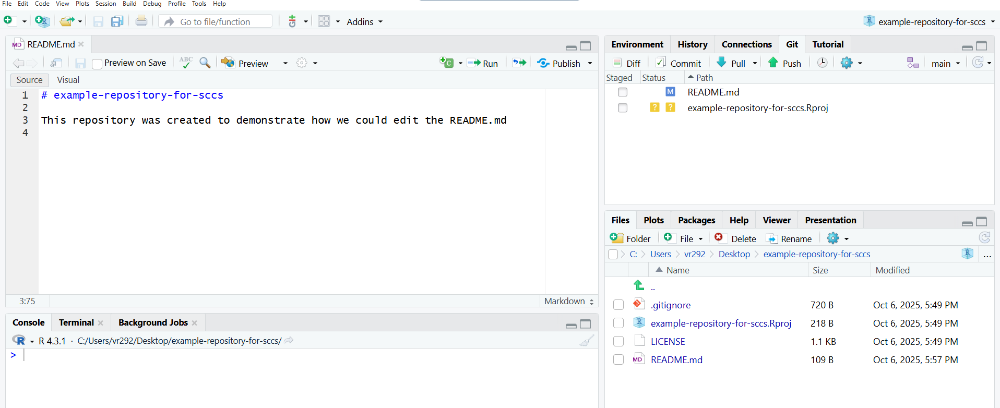 File Edit Code View Plots Session Build Debug Profile Tools Help
Go to file/function Addins example-repository-for-sccs
README.md
Preview on Save ABC Preview Run Publish
Source Visual
1 # example-repository-for-sccs
2
3 This repository was created to demonstrate how we could edit the README.md
4
3:75 Markdown
Console Terminal Background Jobs
R 4.3.1 · C:/Users/vr292/Desktop/example-repository-for-sccs/
>
Environment History Connections Git Tutorial
Diff Commit Pull Push main
Staged Status Path
M README.md
? ? example-repository-for-sccs.Rproj
Files Plots Packages Help Viewer Presentation
Folder File Delete Rename
C: Users vr292 Desktop example-repository-for-sccs ...
Name Size Modified
..
.gitignore 720 B Oct 6, 2025, 5:49 PM
example-repository-for-sccs.Rproj 218 B Oct 6, 2025, 5:49 PM
LICENSE 1.1 KB Oct 6, 2025, 5:49 PM
MD README.md 109 B Oct 6, 2025, 5:57 PM